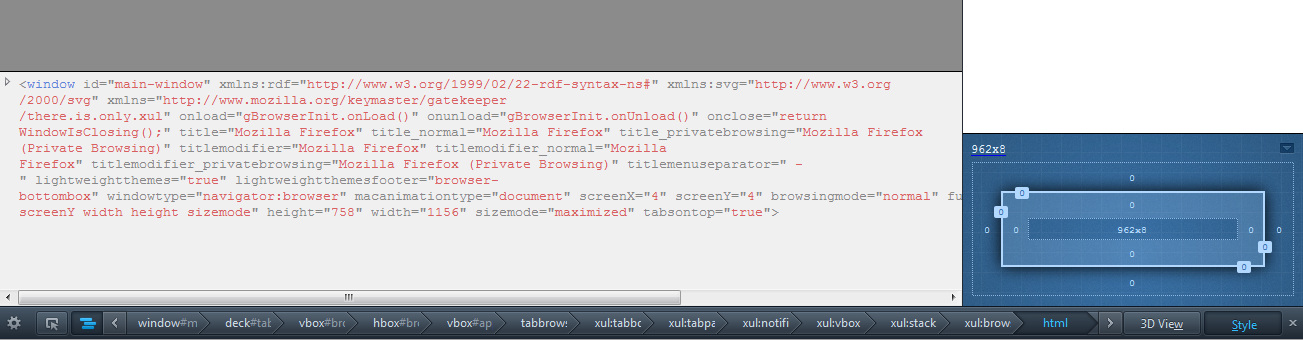 <window id="main-window" xmlns:rdf="http://www.w3.org/1999/02/22-rdf-syntax-ns#" xmlns:svg="http://www.w3.org
/2000/svg" xmlns="http://www.mozilla.org/keymaster/gatekeeper
/there.is.only.xul" onload="gBrowserInit.onLoad()" onunload="gBrowserInit.onUnload()" onclose="return
WindowIsClosing();" title="Mozilla Firefox" title_normal="Mozilla Firefox" title_privatebrowsing="Mozilla Firefox
(Private Browsing)" titlemodifier="Mozilla Firefox" titlemodifier_normal="Mozilla
Firefox" titlemodifier_privatebrowsing="Mozilla Firefox (Private Browsing)" titlemenuseparator=" –
" lightweightthemes="true" lightweightthemesfooter="browser-
bottombox" windowtype="navigator:browser" macanimationtype="document" screenX="4" screenY="4" browsingmode="normal" fu
screenY width height sizemode" height="758" width="1156" sizemode="maximized" tabsontop="true">
962x8
0
0
0
0
0
0
962x8
0
0
0
0
0
0
window#m deck#tab vbox#bro hbox#bro vbox#ap tabbrows xul:tabbo xul:tabpa xul:notifi xul:vbox xul:stack xul:brow html 3D View Style ×